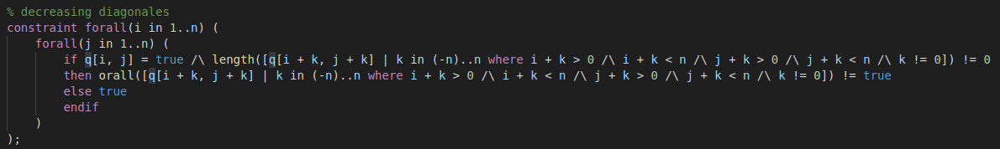 % decreasing diagonales
constraint forall(i in 1..n) (
    forall(j in 1..n) (
        if q[i, j] = true /\ length([q[i + k, j + k] | k in (-n)..n where i + k > 0 /\ i + k < n /\ j + k > 0 /\ j + k < n /\ k != 0]) != 0
        then orall([q[i + k, j + k] | k in (-n)..n where i + k > 0 /\ i + k < n /\ j + k > 0 /\ j + k < n /\ k != 0]) != true
        else true
        endif
    )
);